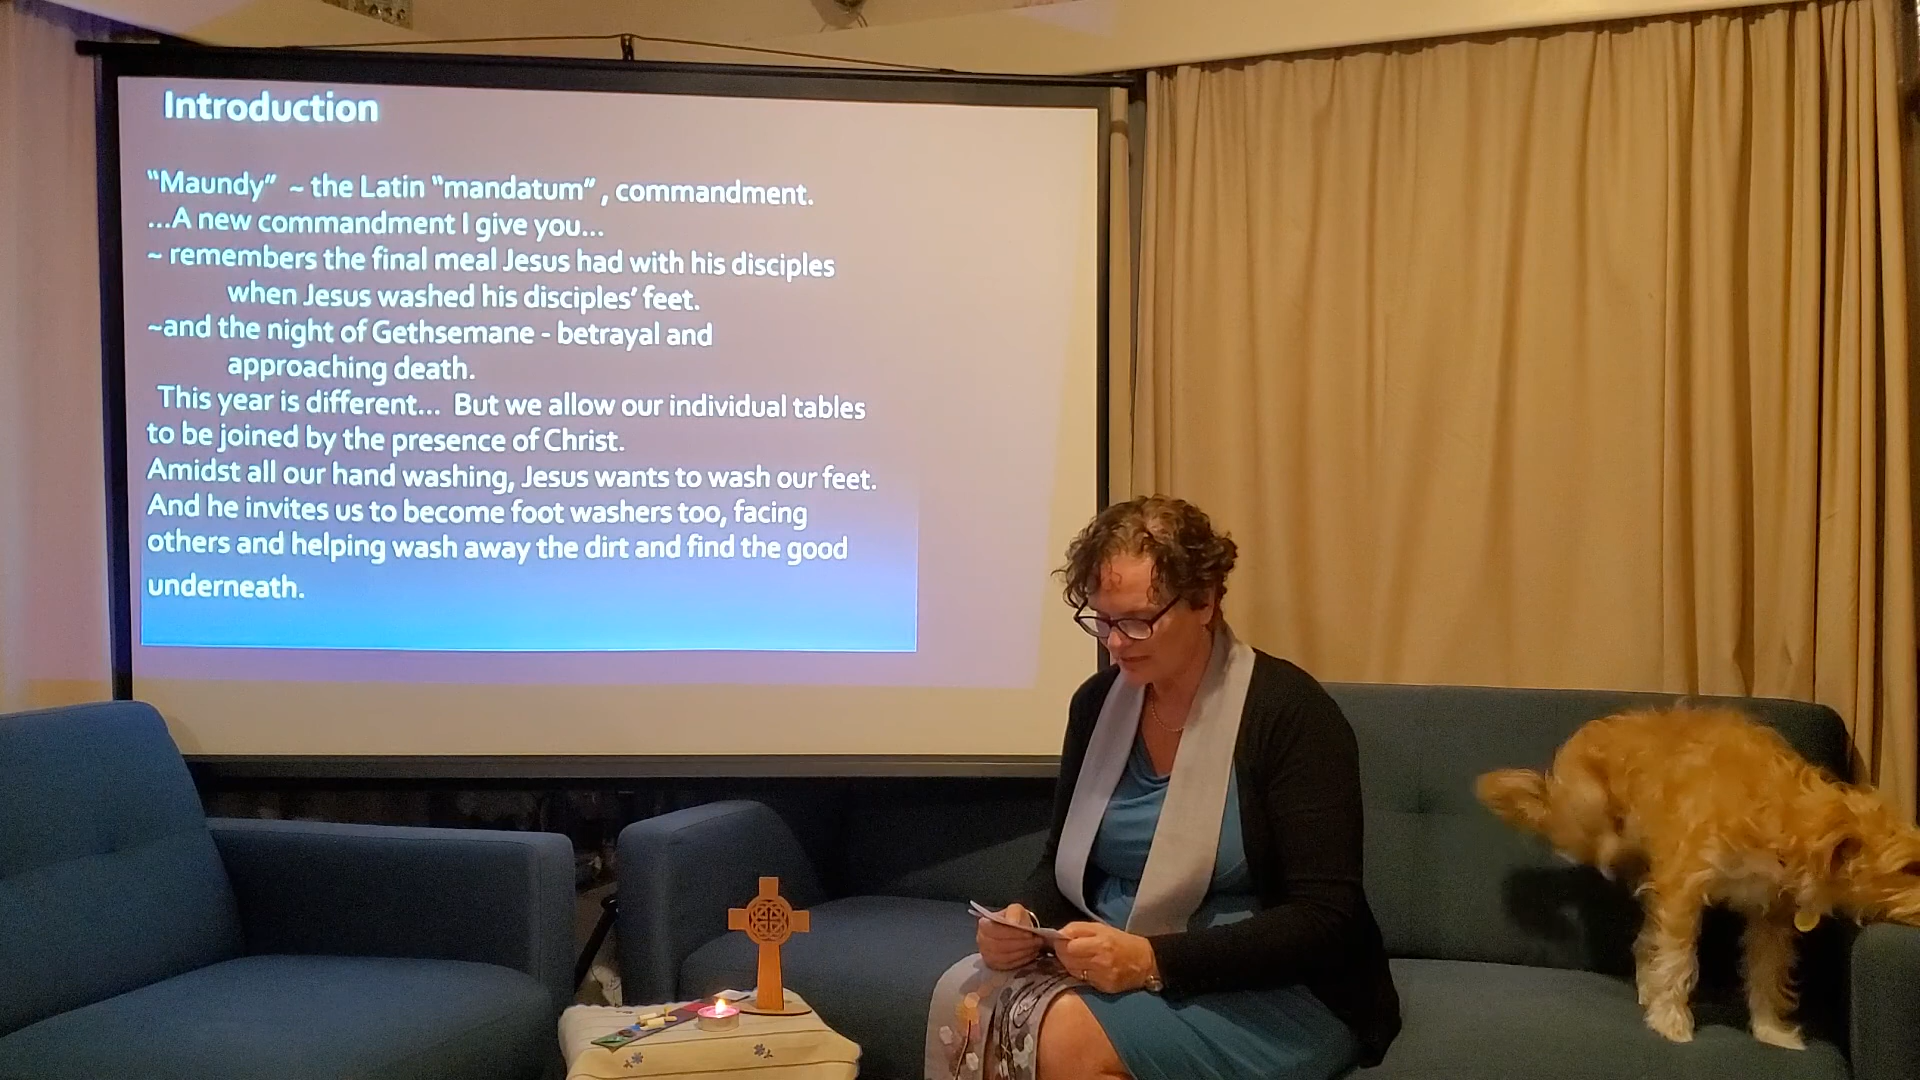 Introduction
“Maundy” ~ the Latin “mandatum” , commandment.
...A new commandment I give you...
~ remembers the final meal Jesus had with his disciples
when Jesus washed his disciples’ feet.
~and the night of Gethsemane - betrayal and
approaching death.
This year is different... But we allow our individual tables
to be joined by the presence of Christ.
Amidst all our hand washing, Jesus wants to wash our feet.
And he invites us to become foot washers too, facing
others and helping wash away the dirt and find the good
underneath.